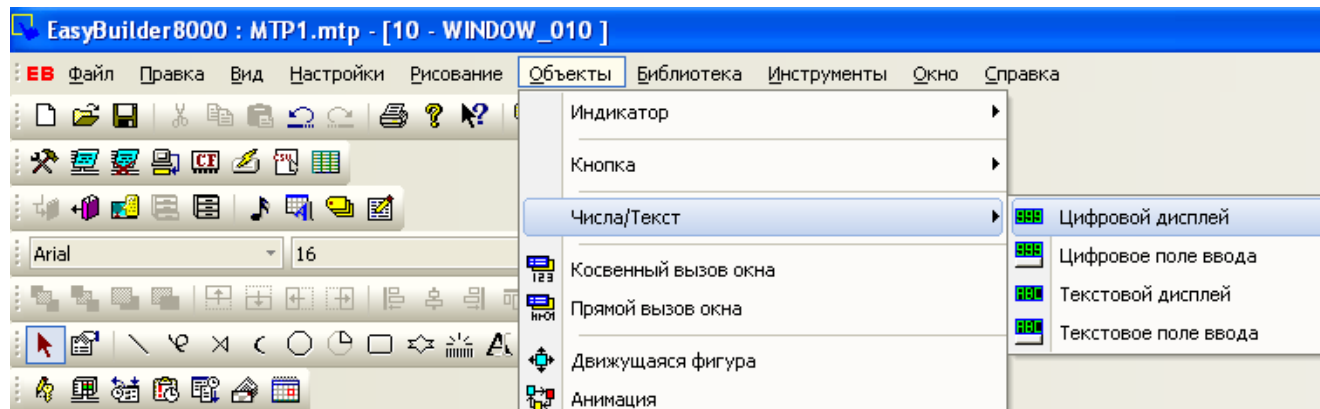 EasyBuilder8000 : MTP1.mtp - [10 - WINDOW_010 ]
EB Файл Правка Вид Настройки Рисование Объекты Библиотека Инструменты Окно Справка
Индикатор
CF
Кнопка
Числа/Текст
Цифровой дисплей
Arial 16
Косвенный вызов окна
Цифровое поле ввода
Прямой вызов окна
Текстовой дисплей
Текстовое поле ввода
Движущаяся фигура
Анимация